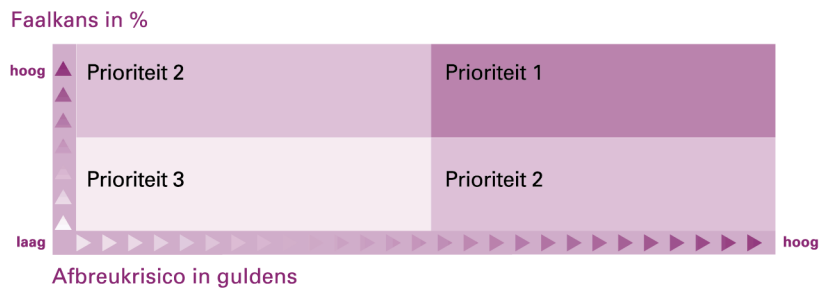 Faalkans in %
hoog
Prioriteit 2
Prioriteit 1
Prioriteit 3
Prioriteit 2
laag
hoog
Afbreukrisico in guldens